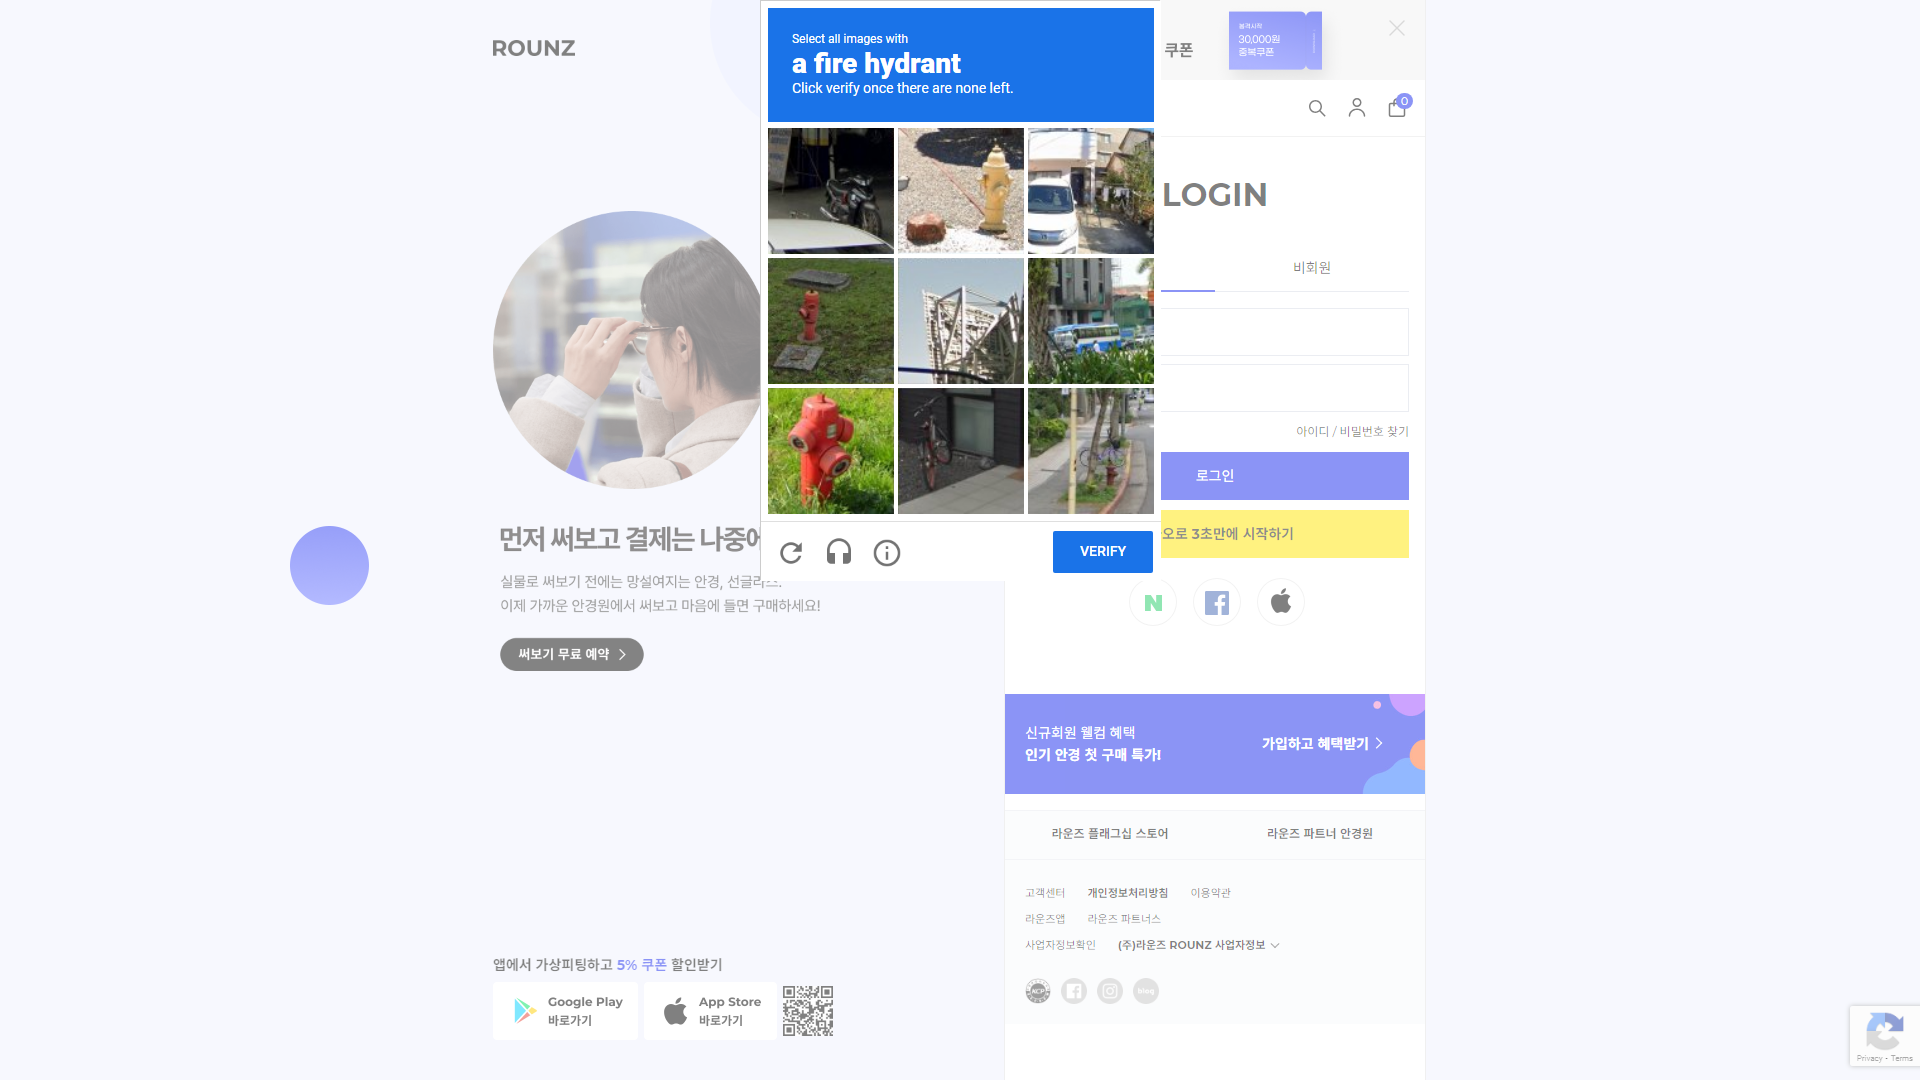 ROUNZ
Select all images with
a fire hydrant
Click verify once there are none left.
VERIFY
먼저 써보고 결제는 나중에
실물로 써보기 전에는 망설여지는 안경, 선글라스.
이제 가까운 안경원에서 써보고 마음에 들면 구매하세요!
써보기 무료 예약
앱에서 가상피팅하고 5% 쿠폰 할인받기
Google Play
바로가기
App Store
바로가기
쿠폰
30,000원
중복쿠폰
0
LOGIN
비회원
아이디 / 비밀번호 찾기
로그인
오로 3초만에 시작하기
N
신규회원 웰컴 혜택
인기 안경 첫 구매 특가!
가입하고 혜택받기
라운즈 플래그십 스토어
라운즈 파트너 안경원
고객센터 개인정보처리방침 이용약관
라운즈앱 라운즈 파트너스
사업자정보확인 (주)라운즈 ROUNZ 사업자정보
blog
Privacy - Terms